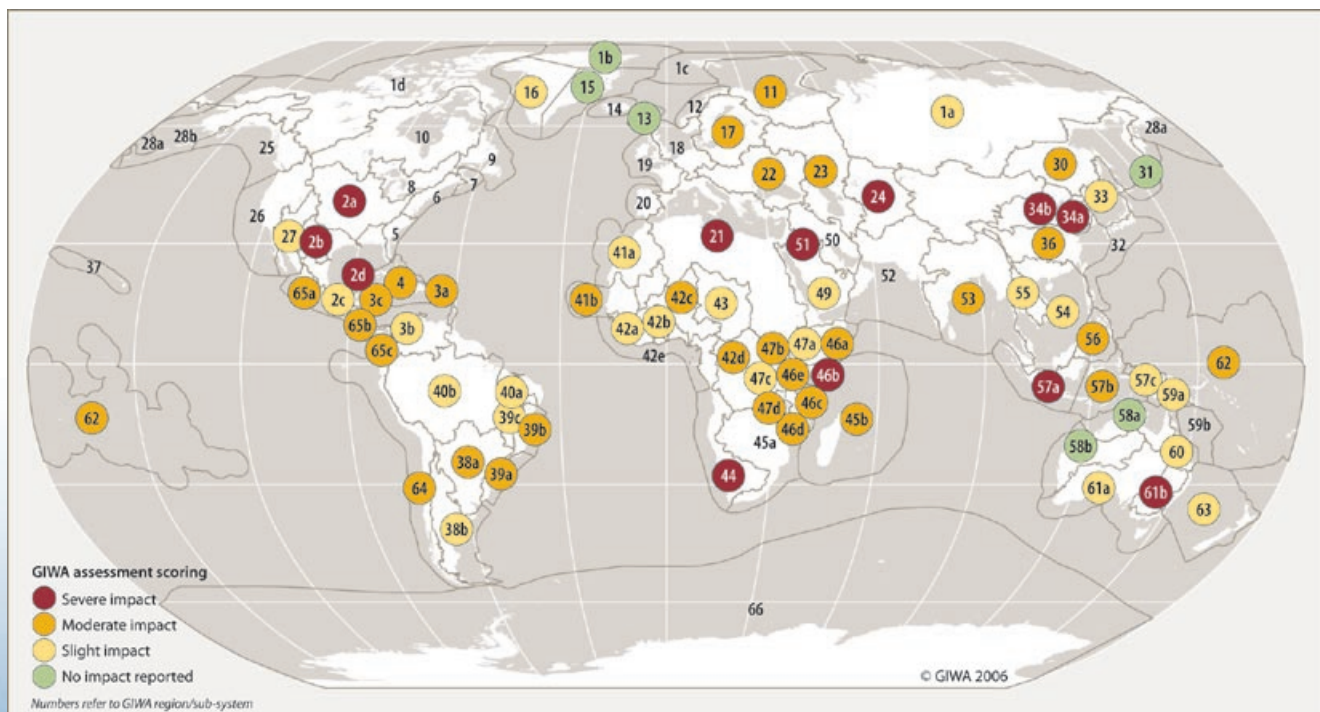 1b
1c
1d
16
15
11
14
12
1a
13
28a
28b
10
17
18
28a
25
9
19
30
22
23
31
8
7
6
20
24
33
2a
34b
34a
26
5
27
2b
21
51
50
36
32
41a
37
2d
52
4
65a
2c
3c
3a
41b
42c
43
49
53
55
54
65b
3b
42a
42b
56
65c
42e
42d
47b
47a
46a
62
47c
46e
46b
57a
57b
57c
59a
40b
40a
62
39c
39b
47d
46c
45b
58a
59b
46d
45a
58b
60
38a
39a
44
64
61a
61b
63
38b
GIWA assessment scoring
Severe impact
Moderate impact
66
Slight impact
No impact reported
© GIWA 2006
Numbers refer to GIWA region/sub-system